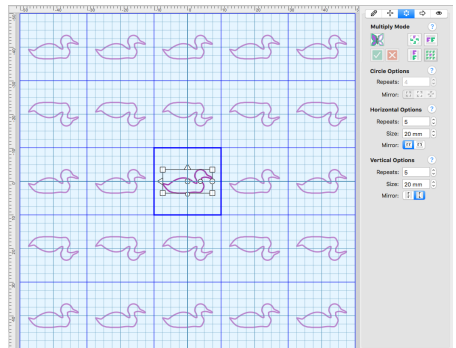 Multiply Mode
Circle Options
Repeats: 4
Mirror:
Horizontal Options
Repeats: 5
Size: 20 mm
Mirror:
Vertical Options
Repeats: 5
Size: 20 mm
Mirror: